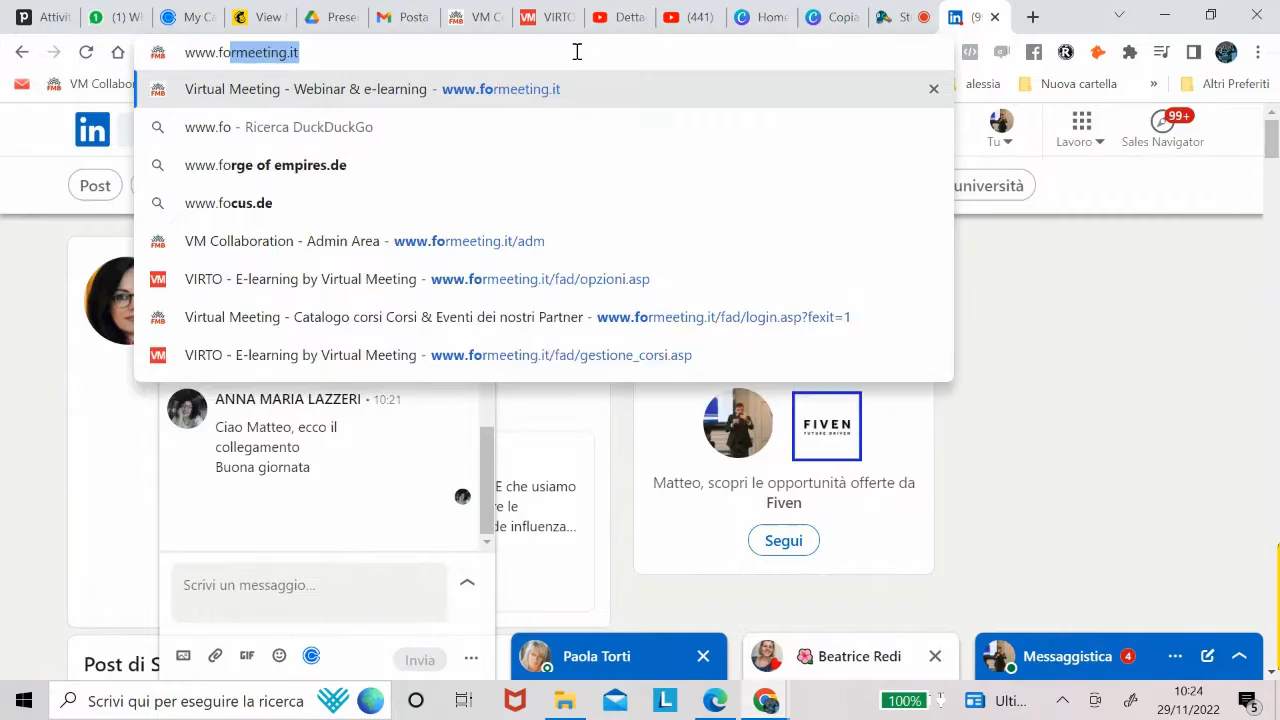 Attivit
(1) W
My Ca
View
Prese
Posta
VM C
VIRTO
Detta
(411)
Home
Copia
St
(9
www.formeeting.it
VM Collabo
alessia
Nuova cartella
»
Altri Preferiti
Virtual Meeting - Webinar & e-learning - www.formeeting.it
www.fo - Ricerca DuckDuckGo
www.forge of empires.de
www.focus.de
VM Collaboration - Admin Area - www.formeeting.it/adm
VIRTO - E-learning by Virtual Meeting - www.formeeting.it/fad/opzioni.asp
Virtual Meeting - Catalogo corsi Corsi & Eventi dei nostri Partner - www.formeeting.it/fad/login.asp?fexit=1
VIRTO - E-learning by Virtual Meeting - www.formeeting.it/fad/gestione_corsi.asp
in
Tu
Lavoro
99+
Sales Navigator
Post
università
ANNA MARIA LAZZERI • 10:21
Ciao Matteo, ecco il
collegamento
Buona giornata
E che usiamo
re le
de influenza...
Scrivi un messaggio...
GIF
Invia
FIVEN
FUTURE DRIVEN
Matteo, scopri le opportunità offerte da
Fiven
Segui
Post di S
Paola Torti
🌺 Beatrice Redi
Messaggistica 4
Scrivi qui per eseguire la ricerca
100%
Ulti...
10:24
29/11/2022
5